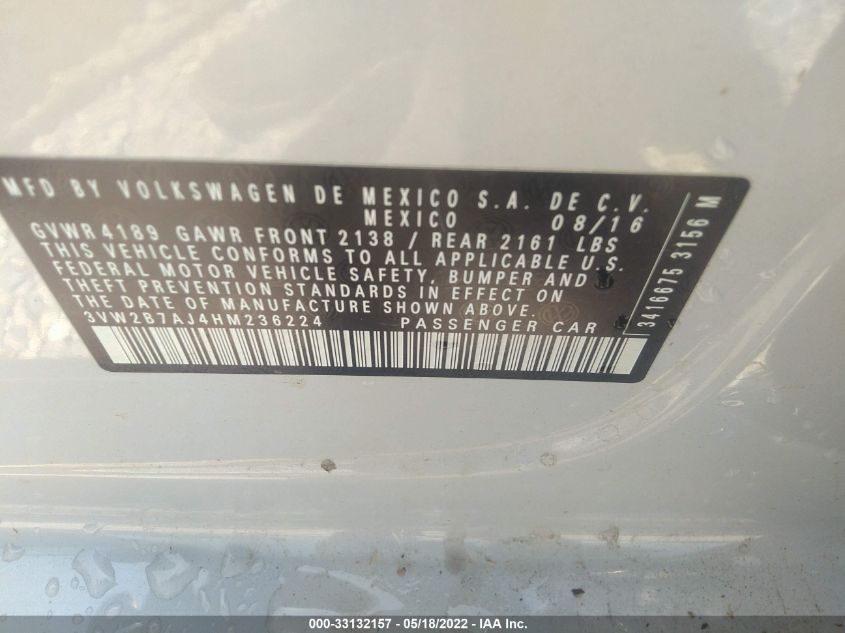 MFD BY VOLKSWAGEN DE MEXICO S.A. DE C.V.
MEXICO 08/16
GVWR 4189 GAWR FRONT 2138 / REAR 2161 LBS
THIS VEHICLE CONFORMS TO ALL APPLICABLE U.S.
FEDERAL MOTOR VEHICLE SAFETY, BUMPER AND
THEFT PREVENTION STANDARDS IN EFFECT ON
THE DATE OF MANUFACTURE SHOWN ABOVE.
3VW2B7AJ4HM236224 PASSENGER CAR
3416675 3156 M
000-33132157 - 05/18/2022 - IAA Inc.